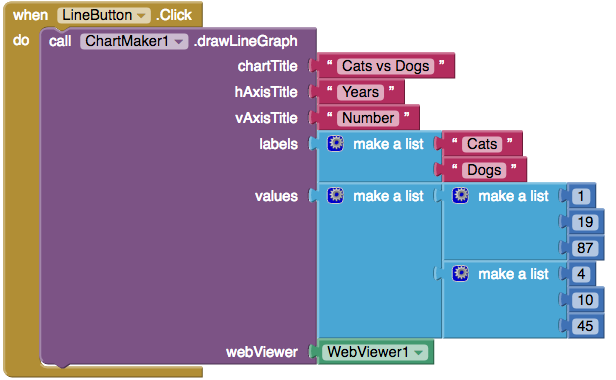 when LineButton .Click
do call ChartMaker1 .drawLineGraph
chartTitle " Cats vs Dogs "
hAxisTitle " Years "
vAxisTitle " Number "
labels make a list " Cats "
" Dogs "
values make a list make a list 1
19
87
make a list 4
10
45
webViewer WebViewer1